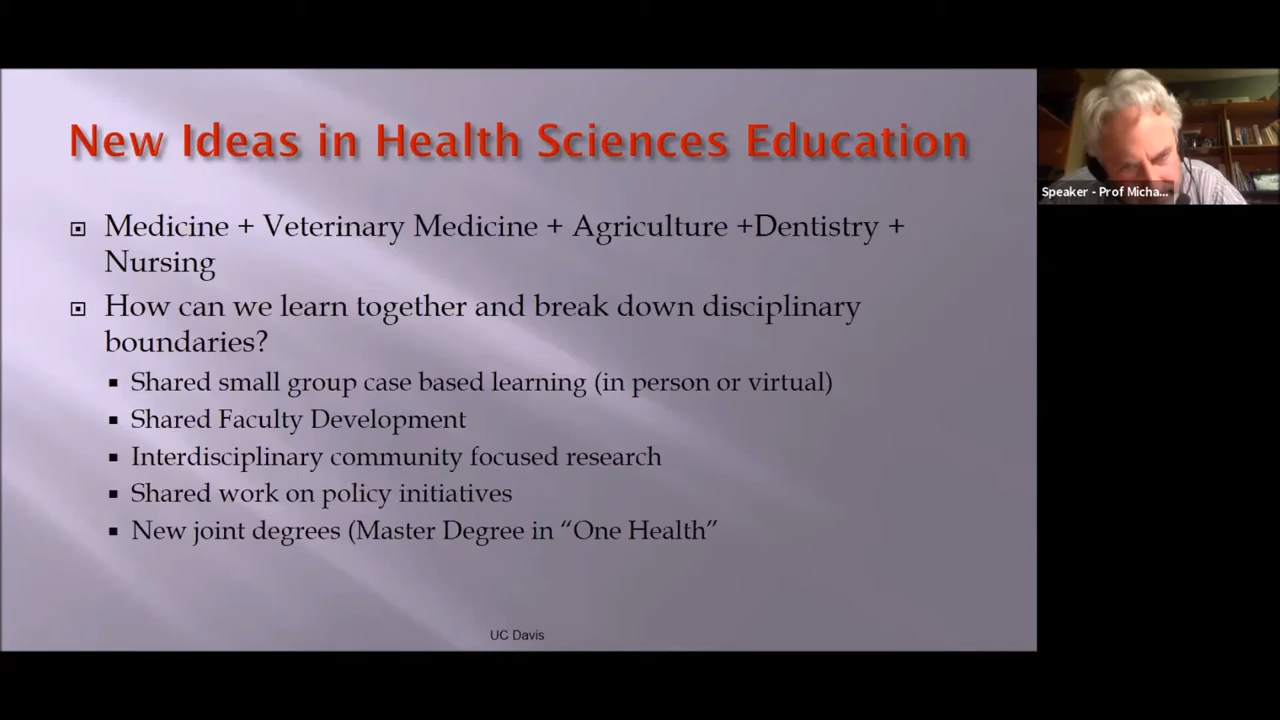 New Ideas in Health Sciences Education
Medicine + Veterinary Medicine + Agriculture +Dentistry +
Nursing
How can we learn together and break down disciplinary
boundaries?
Shared small group case based learning (in person or virtual)
Shared Faculty Development
Interdisciplinary community focused research
Shared work on policy initiatives
New joint degrees (Master Degree in “One Health”
UC Davis
Speaker - Prof Micha...